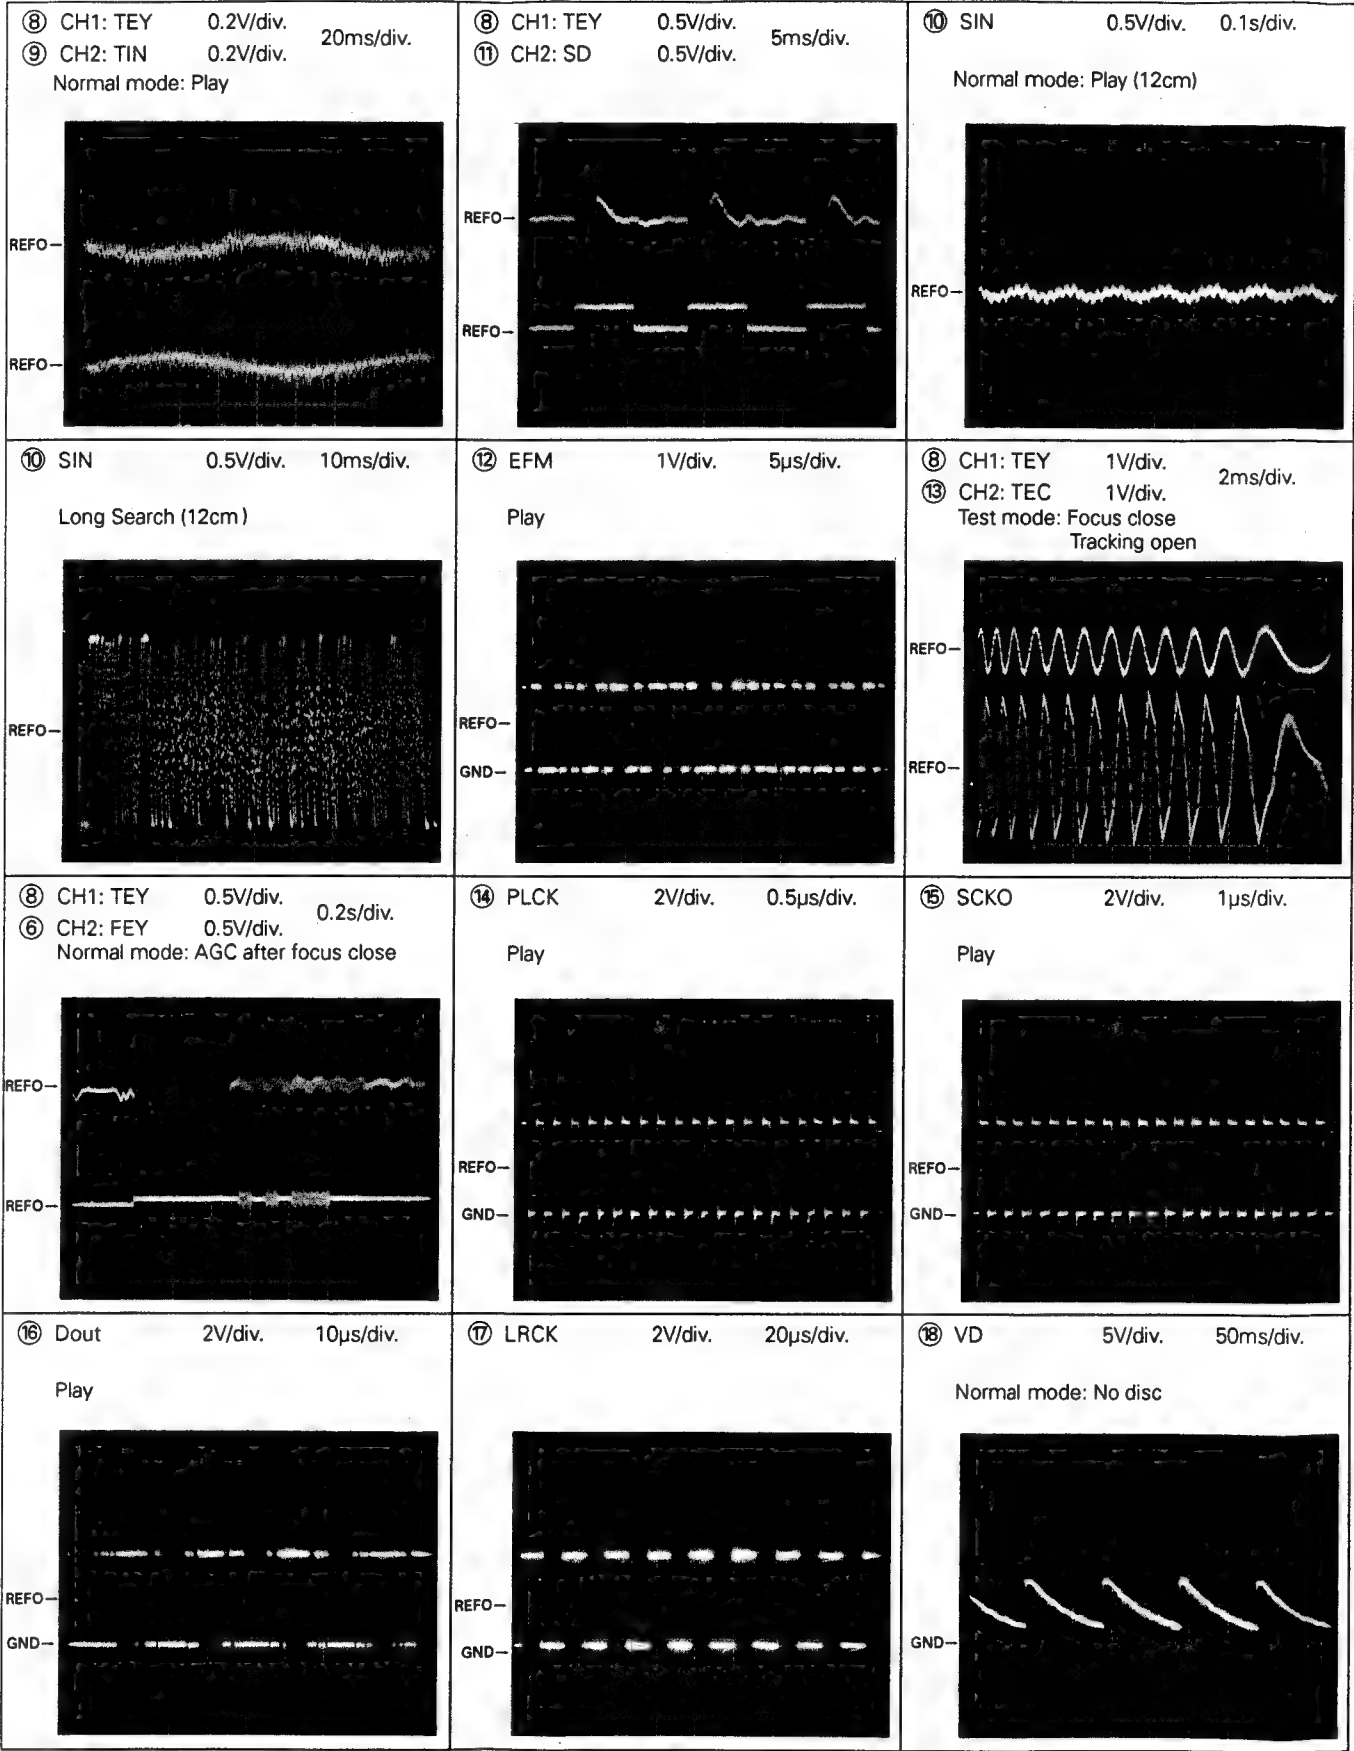 ⑧ CH1: TEY 0.2V/div. 20ms/div.
⑨ CH2: TIN 0.2V/div.
Normal mode: Play
REFO
REFO
⑧ CH1: TEY 0.5V/div. 5ms/div.
⑪ CH2: SD 0.5V/div.
REFO
REFO
⑩ SIN 0.5V/div. 0.1s/div.
Normal mode: Play (12cm)
REFO
⑩ SIN 0.5V/div. 10ms/div.
Long Search (12cm)
REFO
⑫ EFM 1V/div. 5µs/div.
Play
REFO
GND
⑧ CH1: TEY 1V/div. 2ms/div.
⑬ CH2: TEC 1V/div.
Test mode: Focus close
Tracking open
REFO
REFO
⑧ CH1: TEY 0.5V/div. 0.2s/div.
⑥ CH2: FEY 0.5V/div.
Normal mode: AGC after focus close
REFO
REFO
⑭ PLCK 2V/div. 0.5µs/div.
Play
REFO
GND
⑮ SCKO 2V/div. 1µs/div.
Play
REFO
GND
⑯ Dout 2V/div. 10µs/div.
Play
REFO
GND
⑰ LRCK 2V/div. 20µs/div.
REFO
GND
⑱ VD 5V/div. 50ms/div.
Normal mode: No disc
GND